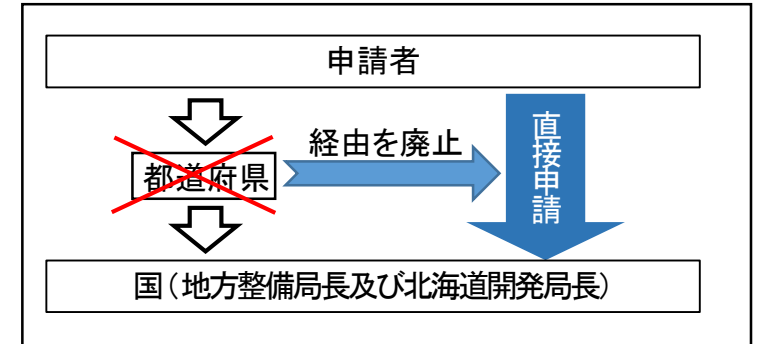 申請者
経由を廃止
都道府県
直接申請
国（地方整備局長及び北海道開発局長）